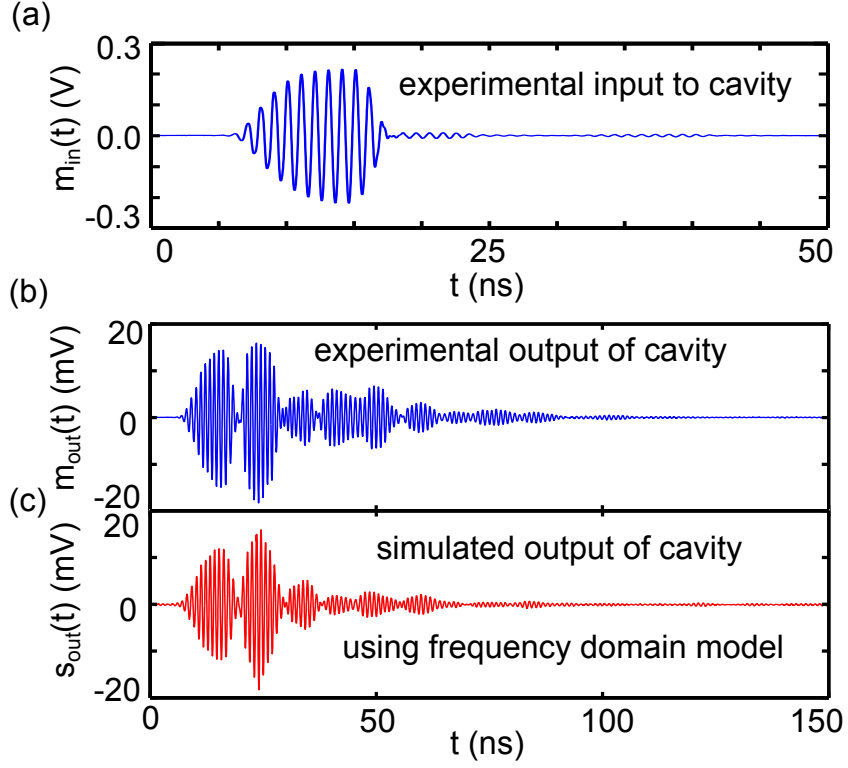 (a)
0.3
0.0
-0.3
m_in(t) (V)
experimental input to cavity
0 25 50
t (ns)
(b)
20
0
-20
m_out(t) (mV)
experimental output of cavity
(c)
20
0
-20
s_out(t) (mV)
simulated output of cavity
using frequency domain model
0 50 100 150
t (ns)